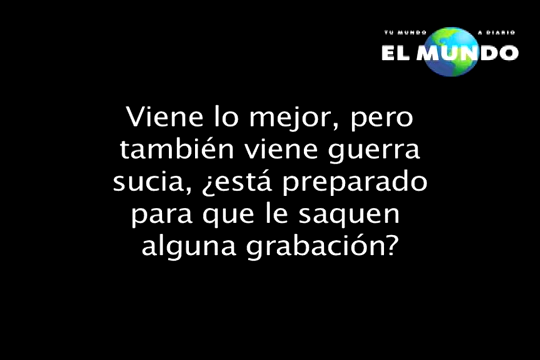 TU MUNDO A DIARIO
EL MUNDO
Viene lo mejor, pero
también viene guerra
sucia, ¿está preparado
para que le saquen
alguna grabación?